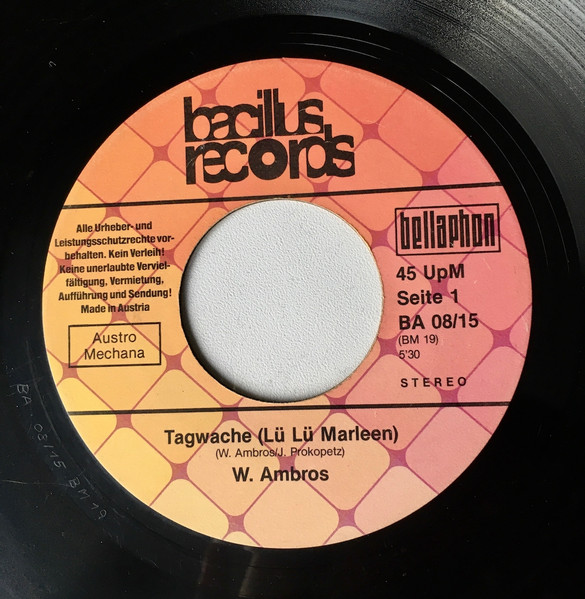 bacillus
records
Alle Urheber- und
Leistungsschutzrechte vor-
behalten. Kein Verleih!
Keine unerlaubte Verviel-
fältigung, Vermietung,
Aufführung und Sendung!
Made in Austria
Austro
Mechana
bellaphon
45 UpM
Seite 1
BA 08/15
(BM 19)
5'30
STEREO
Tagwache (Lü Lü Marleen)
(W. Ambros/J. Prokopetz)
W. Ambros
BA 08/15 BM 19